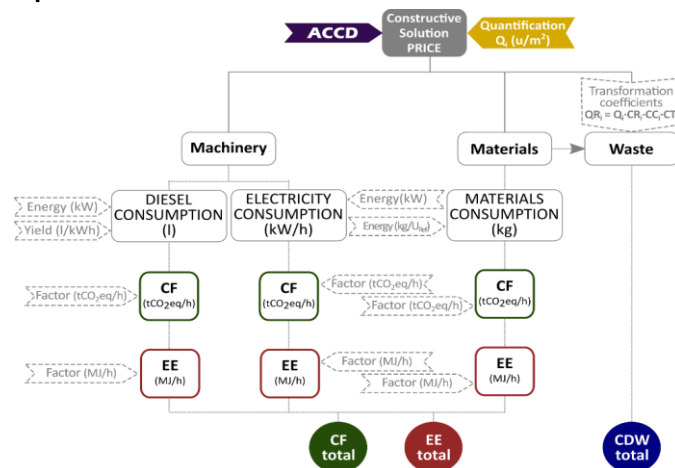 ACCD
Constructive
Solution
PRICE
Quantification
Qi (u/m²)
Transformation
coefficients
QRi = Qi·CRi·CCi·CT
Machinery
Materials
Waste
Energy (kW)
Yield (l/kWh)
DIESEL
CONSUMPTION
(l)
ELECTRICITY
CONSUMPTION
(kW/h)
Energy(kW)
Energy(kg/U
MATERIALS
CONSUMPTION
(kg)
Factor (tCO₂eq/h)
CF
(tCO₂eq/h)
CF
(tCO₂eq/h)
Factor (tCO₂eq/h)
Factor (tCO₂eq/h)
CF
(tCO₂eq/h)
Factor (MJ/h)
EE
(MJ/h)
EE
(MJ/h)
Factor (MJ/h)
Factor (MJ/h)
EE
(MJ/h)
CF
total
EE
total
CDW
total